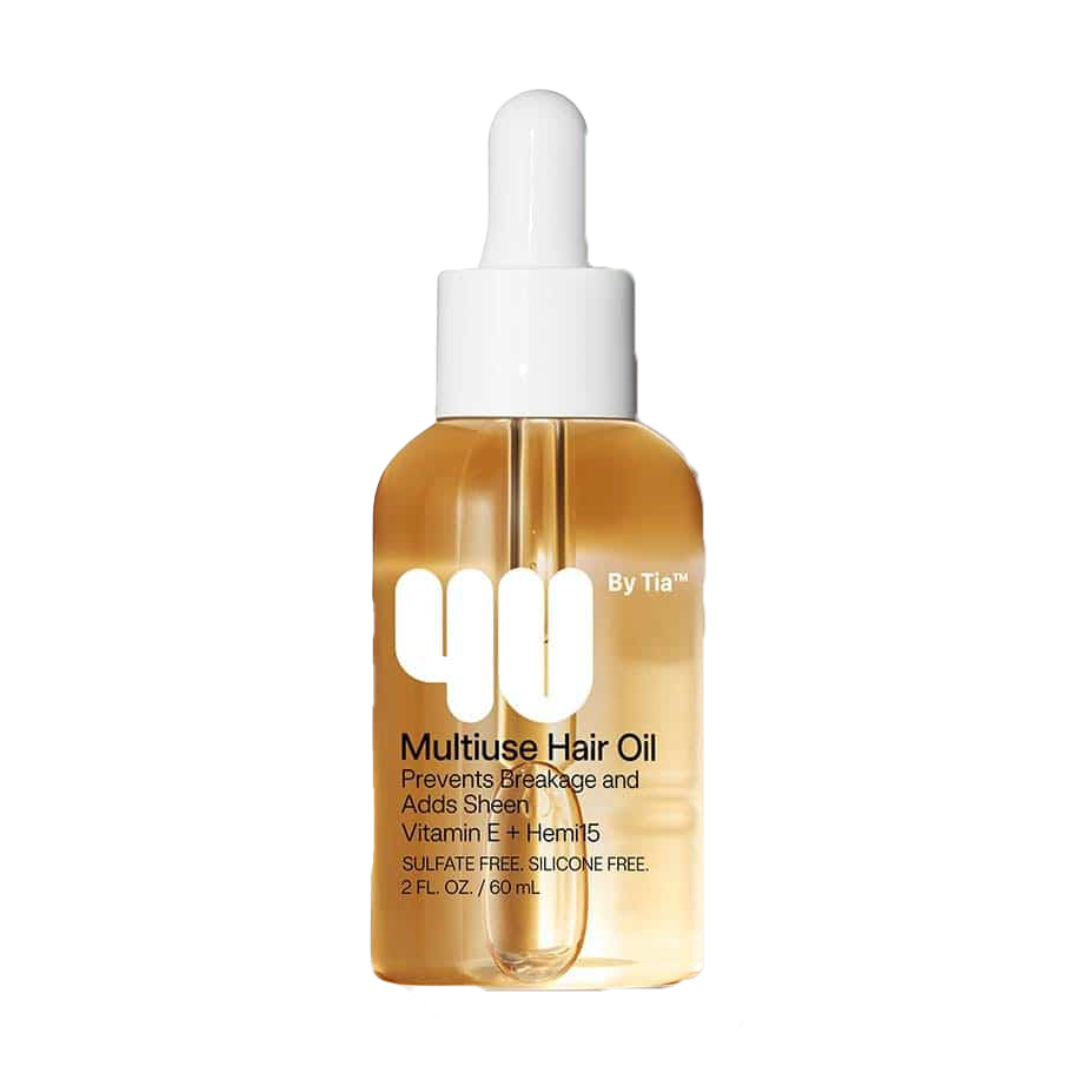 4U
By Tia™
Multiuse Hair Oil
Prevents Breakage and
Adds Sheen
Vitamin E + Hemi15
SULFATE FREE. SILICONE FREE.
2 FL. OZ. / 60 mL